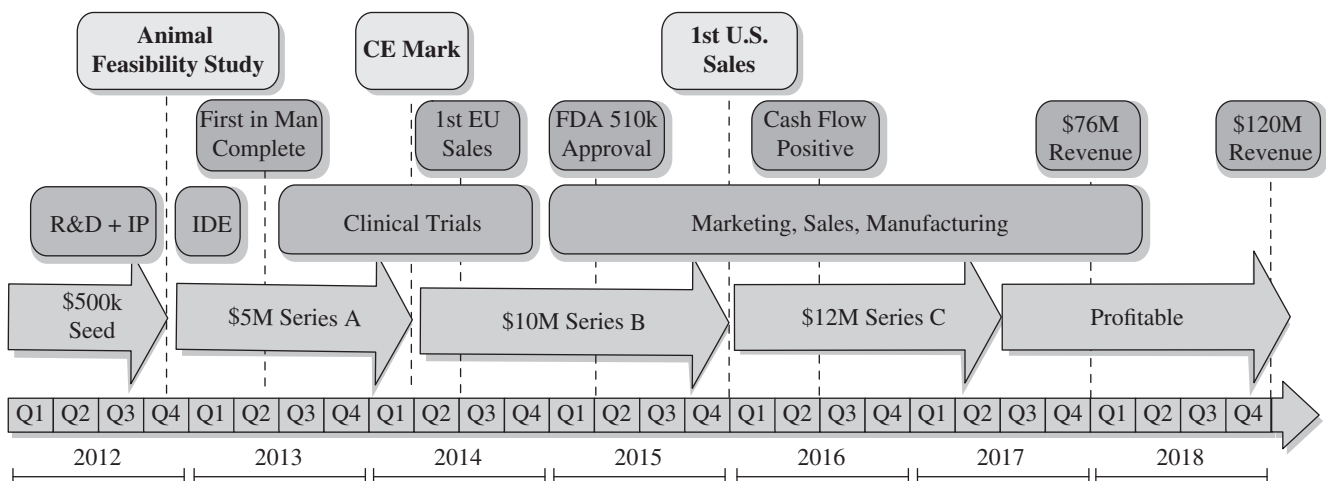 Animal
Feasibility Study
CE Mark
1st U.S.
Sales
First in Man
Complete
1st EU
Sales
FDA 510k
Approval
Cash Flow
Positive
$76M
Revenue
$120M
Revenue
R&D + IP
IDE
Clinical Trials
Marketing, Sales, Manufacturing
$500k
Seed
$5M Series A
$10M Series B
$12M Series C
Profitable
Q1 Q2 Q3 Q4 Q1 Q2 Q3 Q4 Q1 Q2 Q3 Q4 Q1 Q2 Q3 Q4 Q1 Q2 Q3 Q4 Q1 Q2 Q3 Q4 Q1 Q2 Q3 Q4
2012 2013 2014 2015 2016 2017 2018